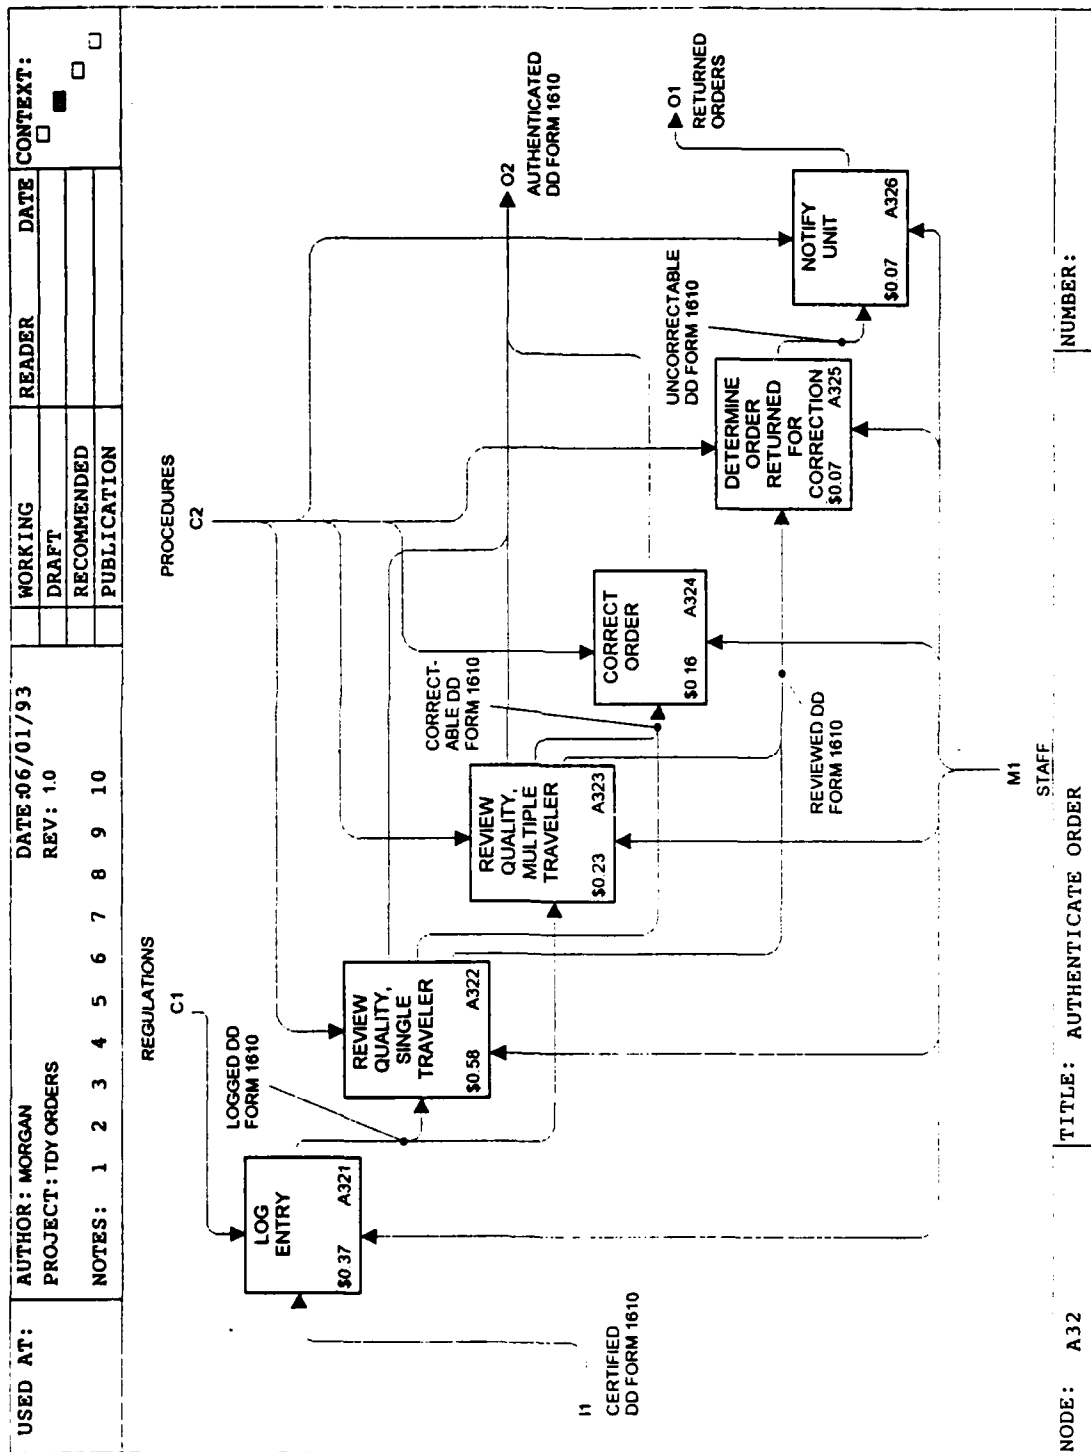 USED AT:
AUTHOR: MORGAN
PROJECT: TDY ORDERS
NOTES: 1 2 3 4 5 6 7 8 9 10
DATE:06/01/93
REV: 1.0
WORKING
DRAFT
RECOMMENDED
PUBLICATION
READER
DATE
CONTEXT:
REGULATIONS
C1
PROCEDURES
C2
LOG
ENTRY
$0.37
A321
LOGGED DD
FORM 1610
REVIEW
QUALITY,
SINGLE
TRAVELER
$0.58
A322
REVIEW
QUALITY,
MULTIPLE
TRAVELER
$0.23
A323
CORRECT-
ABLE DD
FORM 1610
CORRECT
ORDER
$0 16
A324
DETERMINE
ORDER
RETURNED
FOR
CORRECTION
$0.07
A325
UNCORRECTABLE
DD FORM 1610
NOTIFY
UNIT
$0.07
A326
O2
AUTHENTICATED
DD FORM 1610
O1
RETURNED
ORDERS
I1
CERTIFIED
DD FORM 1610
REVIEWED DD
FORM 1610
M1
STAFF
NODE: A32
TITLE: AUTHENTICATE ORDER
NUMBER: